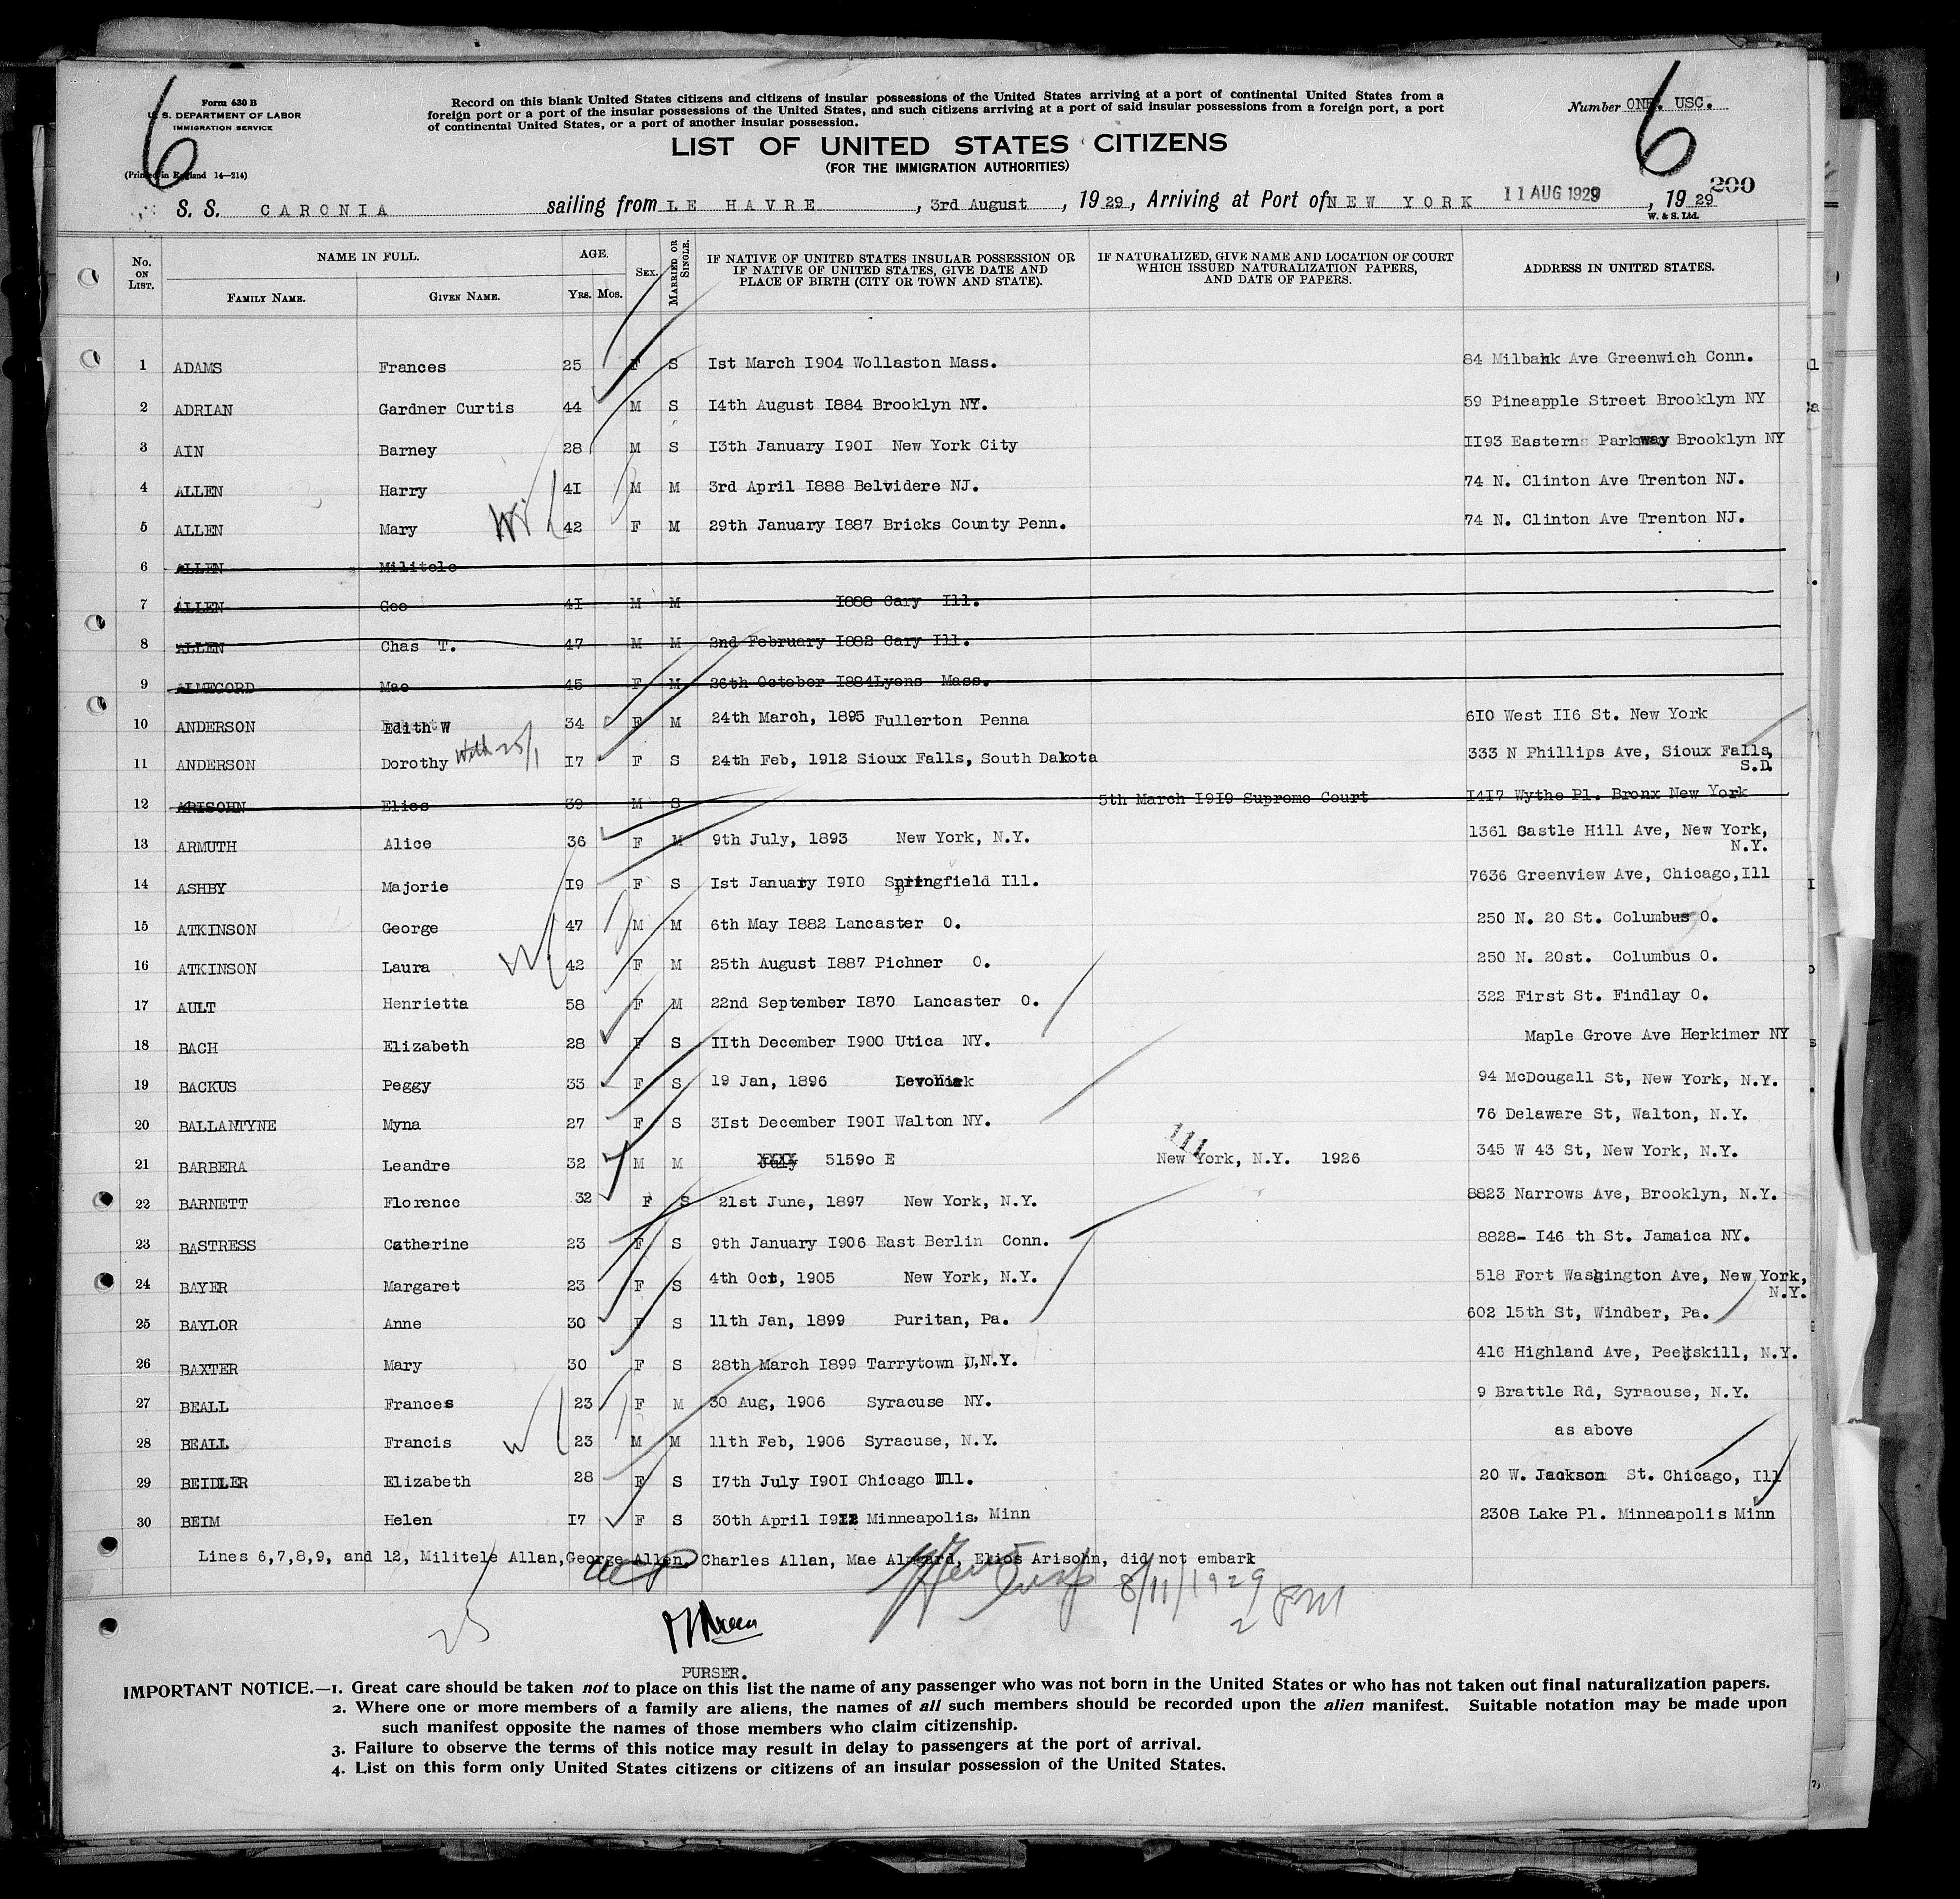 6
6
Form 630 B
U. S. DEPARTMENT OF LABOR
IMMIGRATION SERVICE
(Printed in England 14—214)
Record on this blank United States citizens and citizens of insular possessions of the United States arriving at a port of continental United States from a
foreign port or a port of the insular possessions of the United States, and such citizens arriving at a port of said insular possessions from a foreign port, a port
of continental United States, or a port of another insular possession.
Number ONE. USC.
LIST OF UNITED STATES CITIZENS
(FOR THE IMMIGRATION AUTHORITIES)
200
S. S. CARONIA sailing from LE HAVRE, 3rd August, 1929, Arriving at Port of NEW YORK 11 AUG 1929, 1929
W. & S. Ltd.
No. ON LIST. NAME IN FULL. FAMILY NAME. GIVEN NAME. AGE. YRS. MOS. SEX. MARRIED OR SINGLE. IF NATIVE OF UNITED STATES INSULAR POSSESSION OR IF NATIVE OF UNITED STATES, GIVE DATE AND PLACE OF BIRTH (CITY OR TOWN AND STATE). IF NATURALIZED, GIVE NAME AND LOCATION OF COURT WHICH ISSUED NATURALIZATION PAPERS, AND DATE OF PAPERS. ADDRESS IN UNITED STATES.
1 ADAMS Frances 25 F S 1st March 1904 Wollaston Mass. 84 Milbank Ave Greenwich Conn.
2 ADRIAN Gardner Curtis 44 M S 14th August 1884 Brooklyn NY. 59 Pineapple Street Brooklyn NY
3 AIN Barney 28 M S 13th January 1901 New York City 1193 Eastern Parkway Brooklyn NY
4 ALLEN Harry 41 M M 3rd April 1888 Belvidere NJ. 74 N. Clinton Ave Trenton NJ.
5 ALLEN Mary 42 F M 29th January 1887 Bricks County Penn. 74 N. Clinton Ave Trenton NJ.
6 ALLEN Militele
7 ALLEN Geo 41 M M 1888 Cary Ill.
8 ALLEN Chas T. 47 M M 2nd February 1882 Cary Ill.
9 ALMEGORD Mae 45 F M 26th October 1884 Lyons Mass.
10 ANDERSON Edith W 34 F M 24th March, 1895 Fullerton Penna 610 West 116 St. New York
11 ANDERSON Dorothy 17 F S 24th Feb, 1912 Sioux Falls, South Dakota 333 N Phillips Ave, Sioux Falls,
S.D.
12 ARISOHN Elios 39 M S 5th March 1919 Supreme Court 1417 Wythe Pl. Bronx New York
13 ARMUTH Alice 36 F M 9th July, 1893 New York, N.Y. 1361 Castle Hill Ave, New York,
N.Y.
14 ASHBY Majorie 19 F S 1st January 1910 Springfield Ill. 7636 Greenview Ave, Chicago,Ill
15 ATKINSON George 47 M M 6th May 1882 Lancaster O. 250 N. 20 St. Columbus O.
16 ATKINSON Laura 42 F M 25th August 1887 Pichner O. 250 N. 20st. Columbus O.
17 AULT Henrietta 58 F M 22nd September 1870 Lancaster O. 322 First St. Findlay O.
18 BACH Elizabeth 28 F S 11th December 1900 Utica NY. Maple Grove Ave Herkimer NY
19 BACKUS Peggy 33 F S 19 Jan, 1896 94 McDougall St, New York, N.Y.
20 BALLANTYNE Myna 27 F S 31st December 1901 Walton NY. 76 Delaware St, Walton, N.Y.
21 BARBERA Leandre 32 M M July 51590 E New York, N.Y. 1926 345 W 43 St, New York, N.Y.
22 BARNETT Florence 32 F S 21st June, 1897 New York, N.Y. 8823 Narrows Ave, Brooklyn, N.Y.
23 BASTRESS Catherine 23 F S 9th January 1906 East Berlin Conn. 8828- 146 th St. Jamaica NY.
24 BAYER Margaret 23 F S 4th Oct, 1905 New York, N.Y. 518 Fort Washington Ave, New York,
N.Y.
25 BAYLOR Anne 30 F S 11th Jan, 1899 Puritan, Pa. 602 15th St, Windber, Pa.
26 BAXTER Mary 30 F S 28th March 1899 Tarrytown N.Y. 416 Highland Ave, Peekskill, N.Y.
27 BEALL Frances 23 F M 30 Aug, 1906 Syracuse NY. 9 Brattle Rd, Syracuse, N.Y.
28 BEALL Francis 23 M M 11th Feb, 1906 Syracuse, N.Y. as above
29 BEIDLER Elizabeth 28 F S 17th July 1901 Chicago Ill. 20 W. Jackson St. Chicago, Ill
30 BEIM Helen 17 F S 30th April 1912 Minneapolis, Minn 2308 Lake Pl. Minneapolis Minn
Lines 6,7,8,9, and 12, Militele Allan, George Allen, Charles Allan, Mae Almgard, Elios Arisohn, did not embark
8/11/1929
2 PM
25
PURSER.
IMPORTANT NOTICE.—1. Great care should be taken not to place on this list the name of any passenger who was not born in the United States or who has not taken out final naturalization papers.
2. Where one or more members of a family are aliens, the names of all such members should be recorded upon the alien manifest. Suitable notation may be made upon
such manifest opposite the names of those members who claim citizenship.
3. Failure to observe the terms of this notice may result in delay to passengers at the port of arrival.
4. List on this form only United States citizens or citizens of an insular possession of the United States.